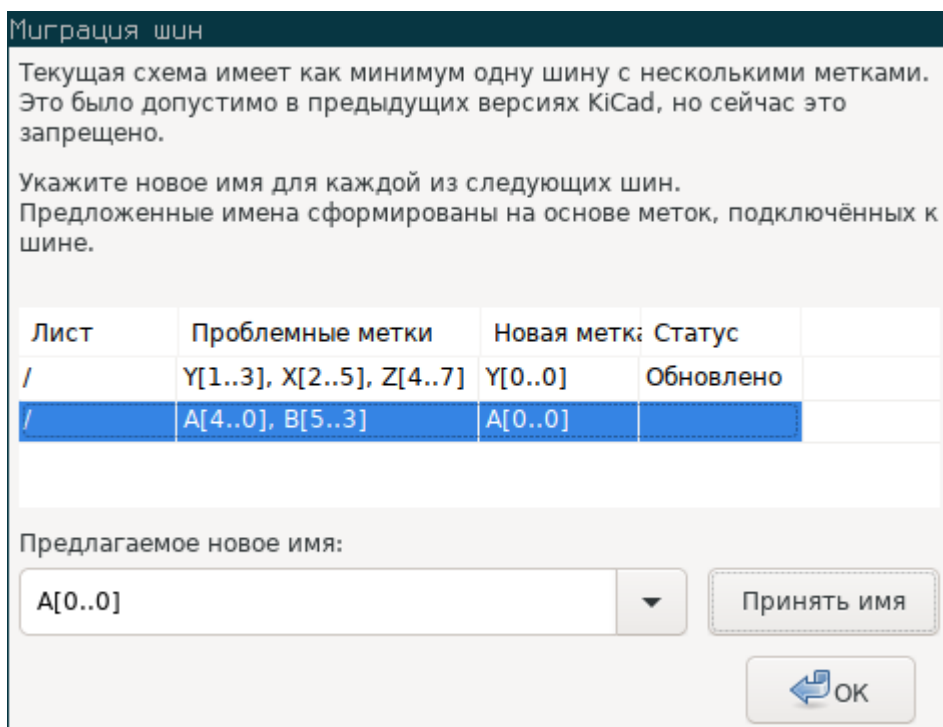 Миграция шин
Текущая схема имеет как минимум одну шину с несколькими метками.
Это было допустимо в предыдущих версиях KiCad, но сейчас это
запрещено.
Укажите новое имя для каждой из следующих шин.
Предложенные имена сформированы на основе меток, подключённых к
шине.
Лист Проблемные метки Новая метка Статус
/ Y[1..3], X[2..5], Z[4..7] Y[0..0] Обновлено
/ A[4..0], B[5..3] A[0..0]
Предлагаемое новое имя:
A[0..0] Принять имя
ОК